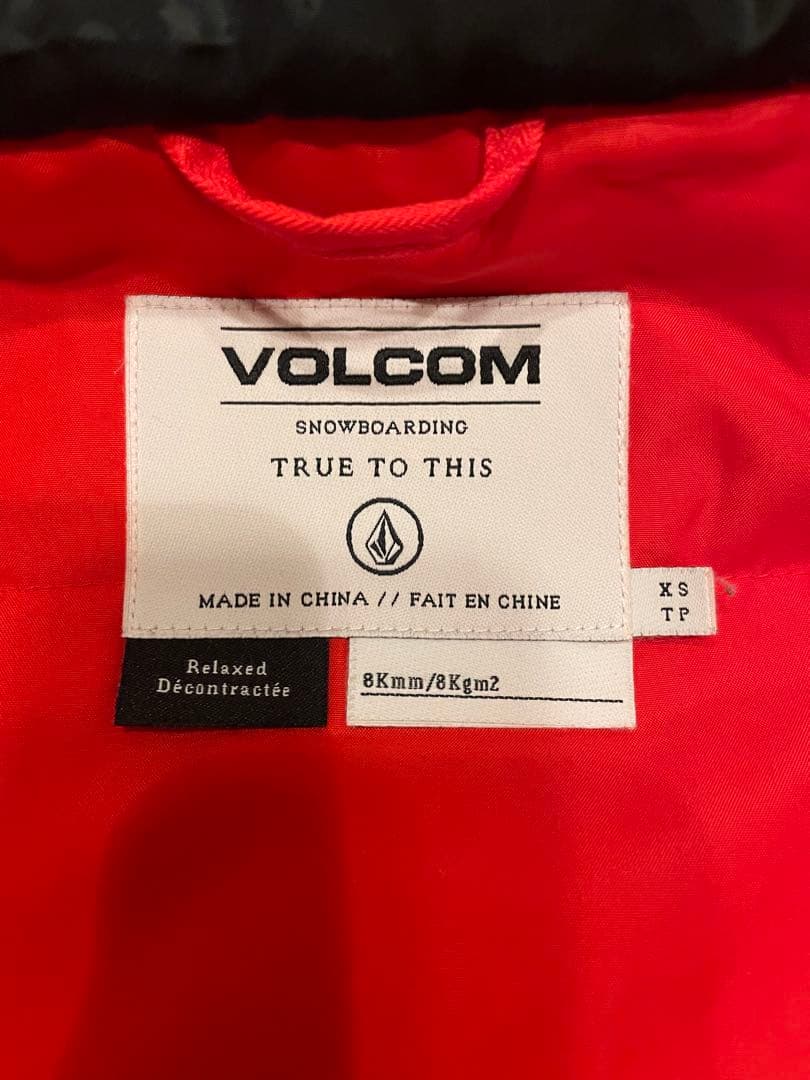 VOLCOM
SNOWBOARDING
TRUE TO THIS
MADE IN CHINA // FAIT EN CHINE
XS
TP
Relaxed
Décontractée
8Kmm/8Kgm2